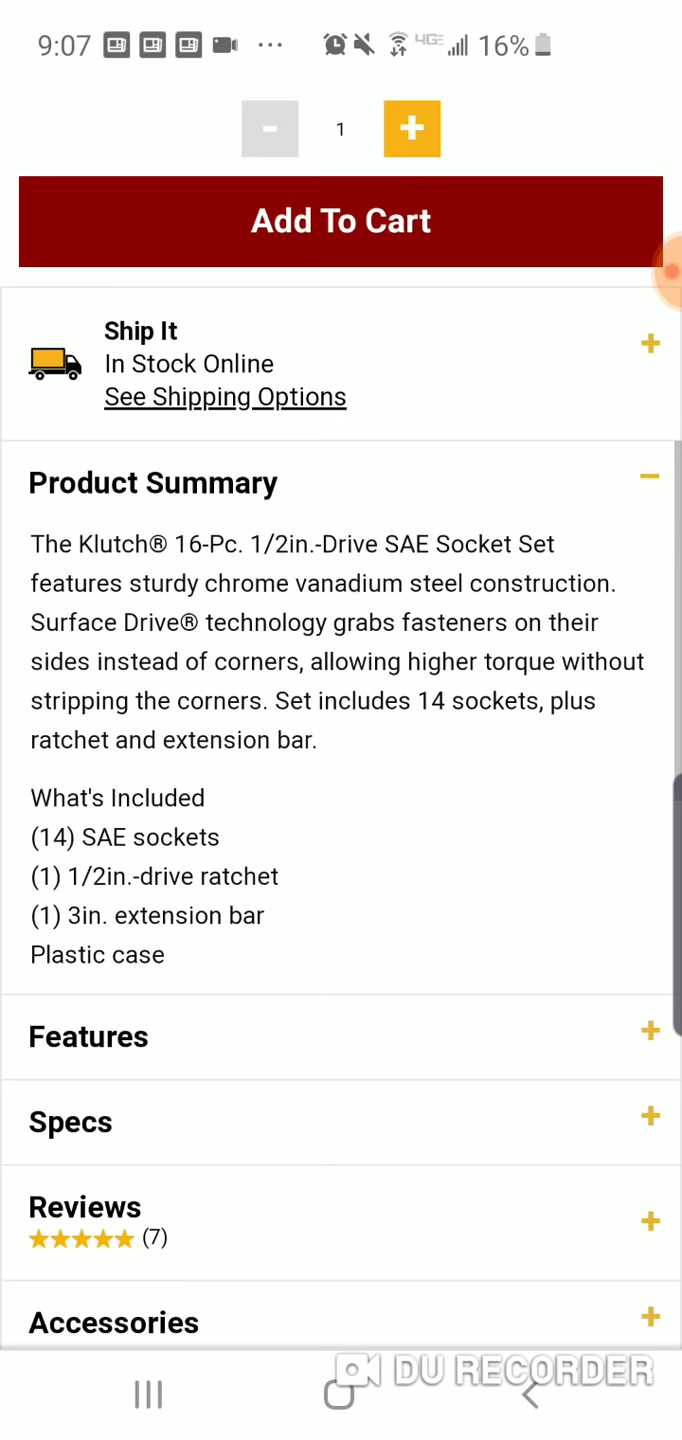 9:07 4GE 16%
- 1 +
Add To Cart
Ship It
In Stock Online
See Shipping Options
Product Summary
The Klutch® 16-Pc. 1/2in.-Drive SAE Socket Set
features sturdy chrome vanadium steel construction.
Surface Drive® technology grabs fasteners on their
sides instead of corners, allowing higher torque without
stripping the corners. Set includes 14 sockets, plus
ratchet and extension bar.
What's Included
(14) SAE sockets
(1) 1/2in.-drive ratchet
(1) 3in. extension bar
Plastic case
Features
Specs
Reviews
(7)
Accessories
DU RECORDER